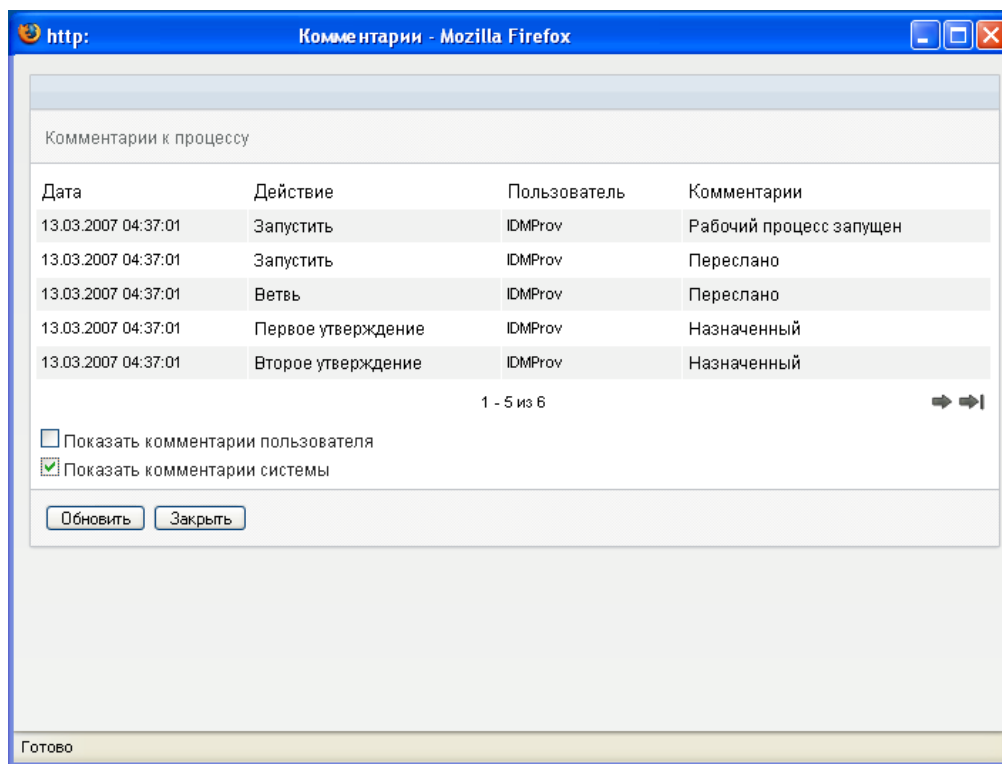 http: Комментарии - Mozilla Firefox
Комментарии к процессу
Дата Действие Пользователь Комментарии
13.03.2007 04:37:01 Запустить IDMProv Рабочий процесс запущен
13.03.2007 04:37:01 Запустить IDMProv Переслано
13.03.2007 04:37:01 Ветвь IDMProv Переслано
13.03.2007 04:37:01 Первое утверждение IDMProv Назначенный
13.03.2007 04:37:01 Второе утверждение IDMProv Назначенный
1 - 5 из 6
Показать комментарии пользователя
Показать комментарии системы
Обновить Закрыть
Готово